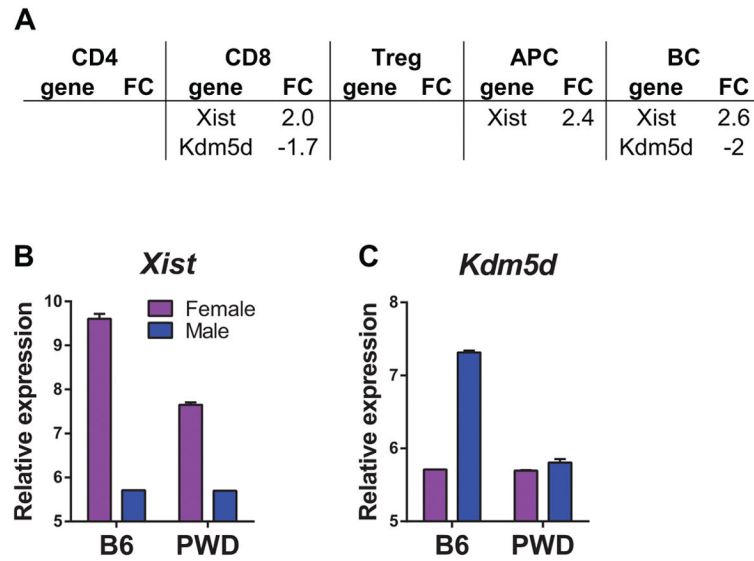 A
CD4 CD8 Treg APC BC
gene FC gene FC gene FC gene FC gene FC
Xist 2.0 Xist 2.4 Xist 2.6
Kdm5d -1.7 Kdm5d -2
B Xist
Relative expression
10
9
8
7
6
5
Female
Male
B6 PWD
C Kdm5d
Relative expression
8
7
6
5
B6 PWD